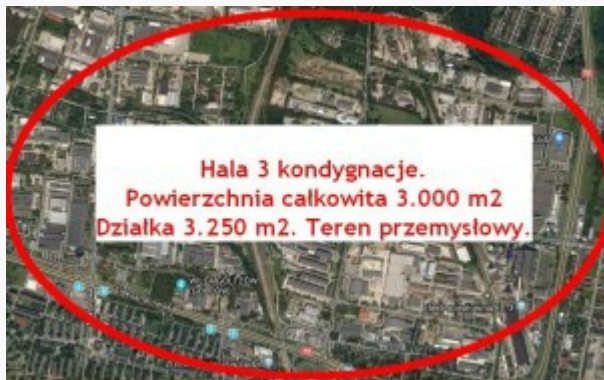 Hala 3 kondygnacje.
Powierzchnia całkowita 3.000 m2
Działka 3.250 m2. Teren przemysłowy.